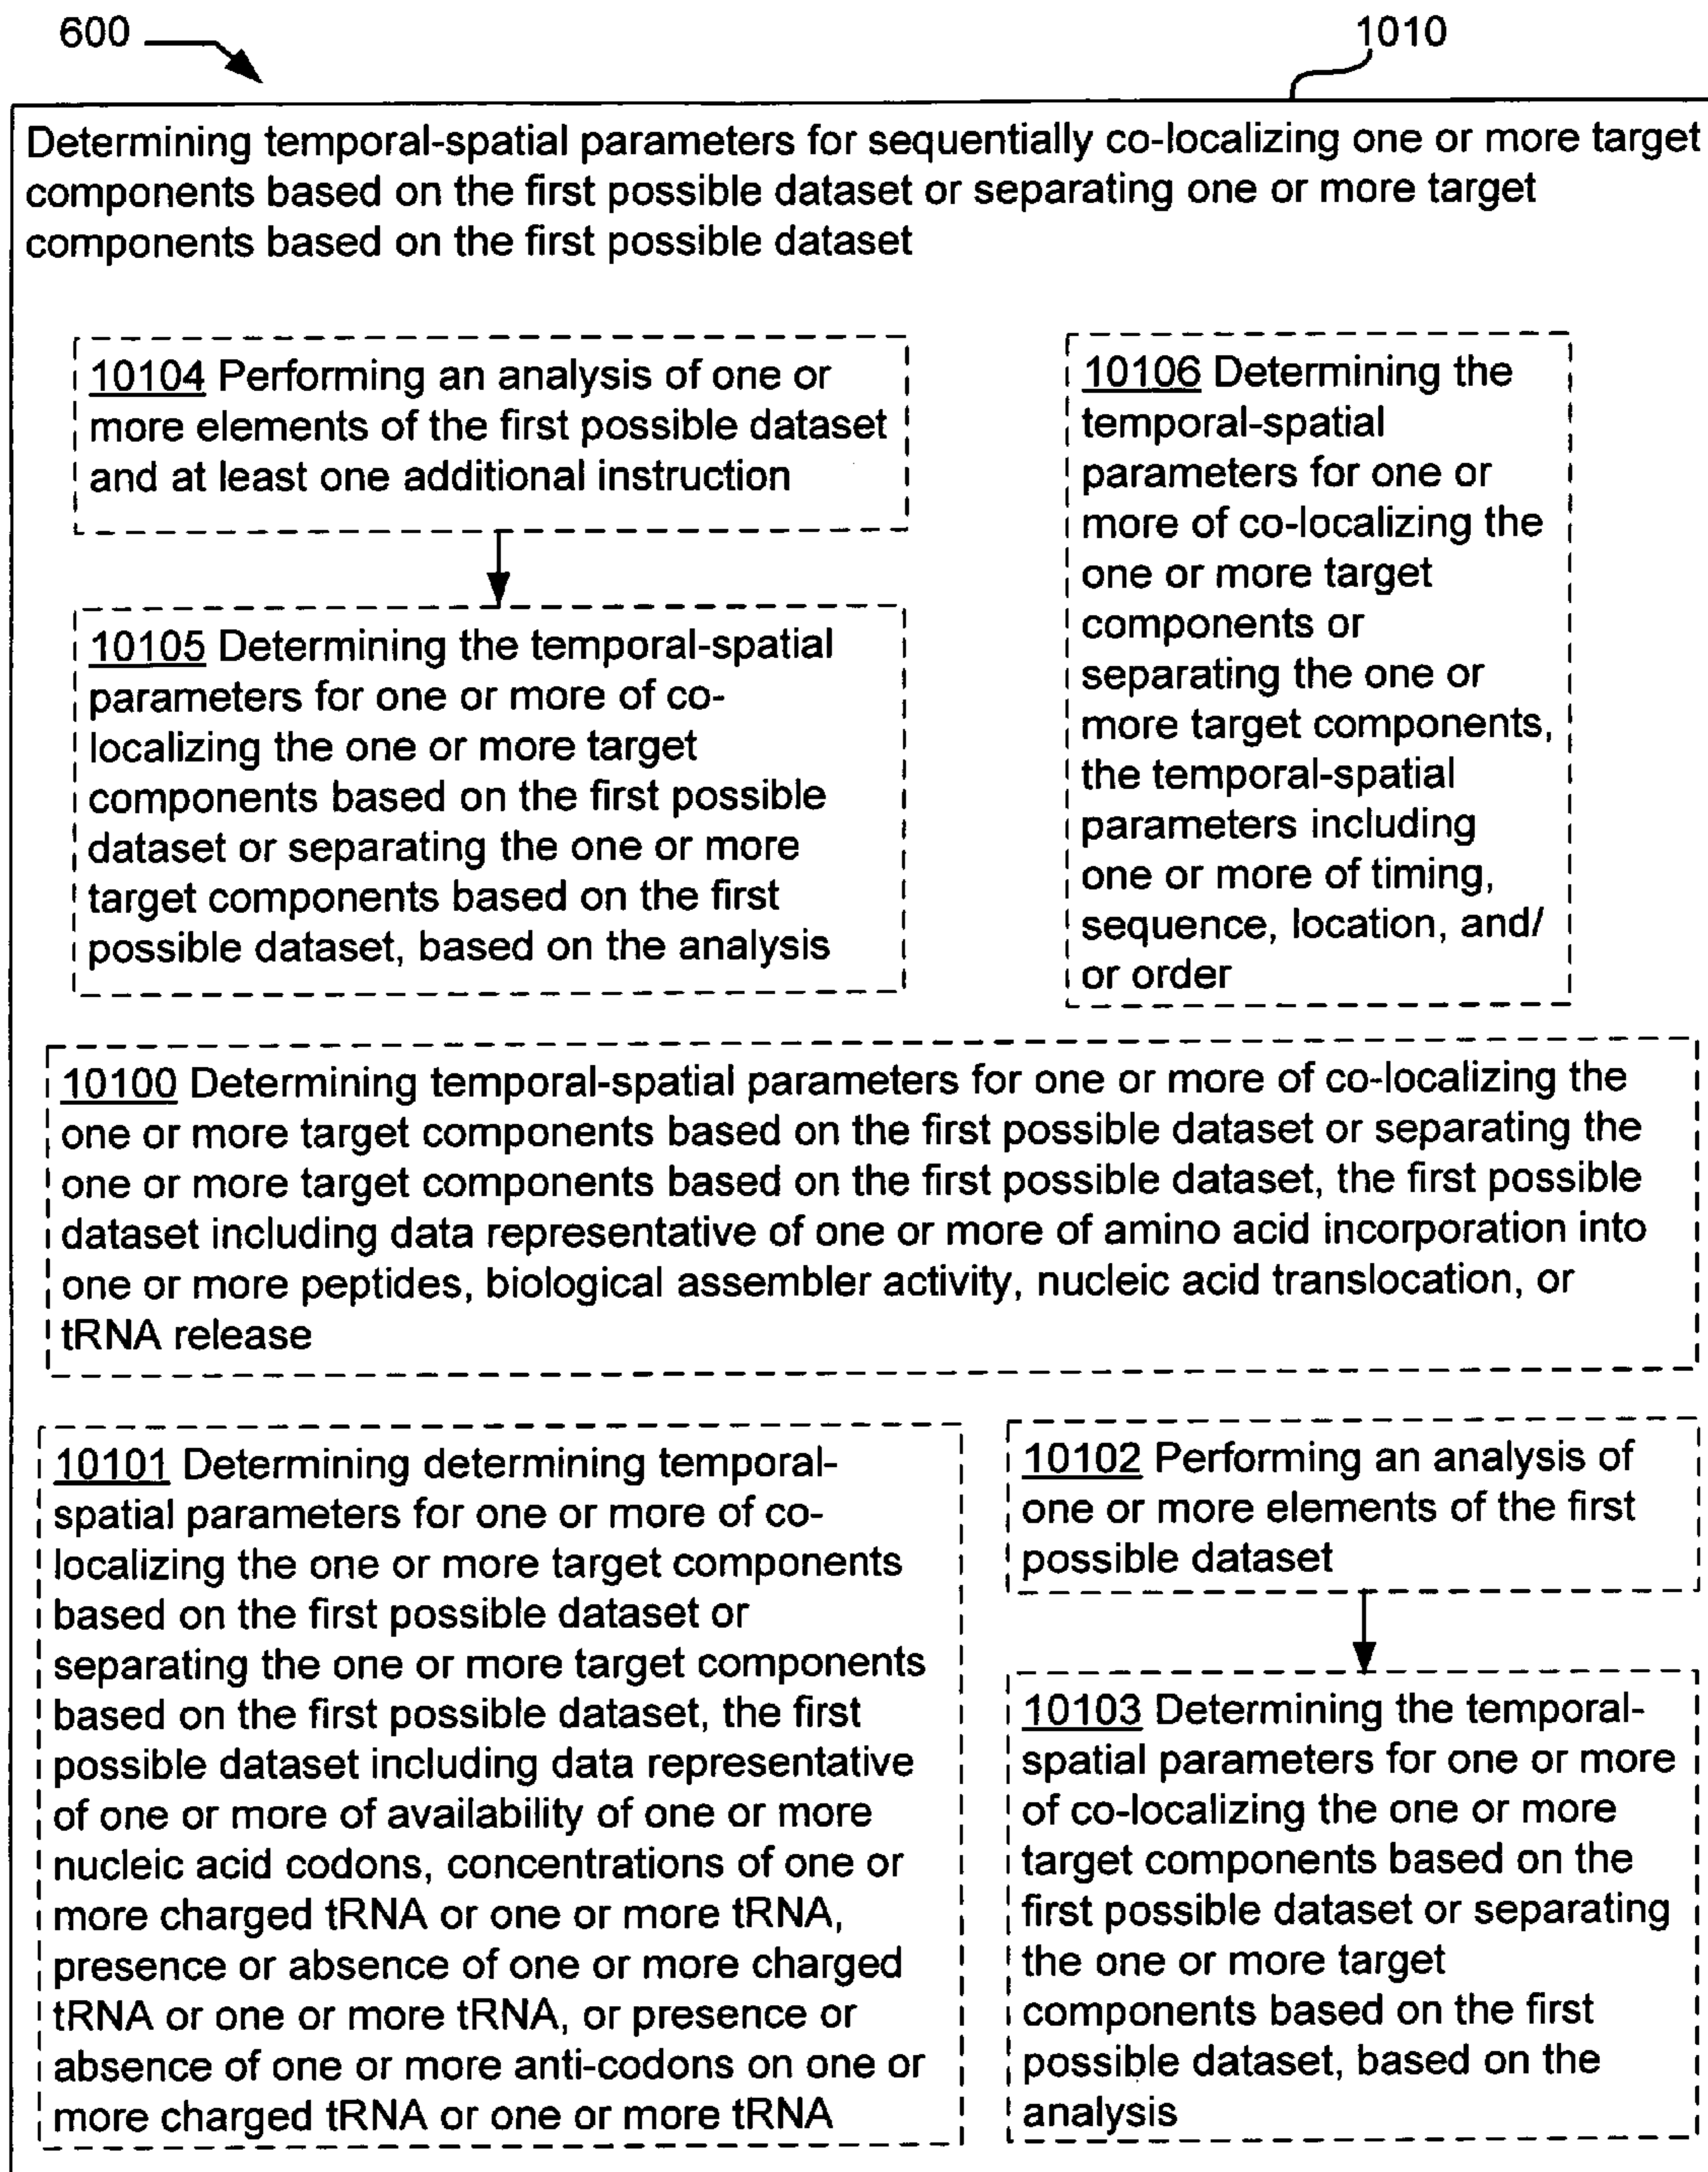 600
1010
Determining temporal-spatial parameters for sequentially co-localizing one or more target
components based on the first possible dataset or separating one or more target
components based on the first possible dataset
10104 Performing an analysis of one or
more elements of the first possible dataset
and at least one additional instruction
10105 Determining the temporal-spatial
parameters for one or more of co-
localizing the one or more target
components based on the first possible
dataset or separating the one or more
target components based on the first
possible dataset, based on the analysis
10106 Determining the
temporal-spatial
parameters for one or
more of co-localizing the
one or more target
components or
separating the one or
more target components,
the temporal-spatial
parameters including
one or more of timing,
sequence, location, and/
or order
10100 Determining temporal-spatial parameters for one or more of co-localizing the
one or more target components based on the first possible dataset or separating the
one or more target components based on the first possible dataset, the first possible
dataset including data representative of one or more of amino acid incorporation into
one or more peptides, biological assembler activity, nucleic acid translocation, or
tRNA release
10101 Determining determining temporal-
spatial parameters for one or more of co-
localizing the one or more target components
based on the first possible dataset or
separating the one or more target components
based on the first possible dataset, the first
possible dataset including data representative
of one or more of availability of one or more
nucleic acid codons, concentrations of one or
more charged tRNA or one or more tRNA,
presence or absence of one or more charged
tRNA or one or more tRNA, or presence or
absence of one or more anti-codons on one or
more charged tRNA or one or more tRNA
10102 Performing an analysis of
one or more elements of the first
possible dataset
10103 Determining the temporal-
spatial parameters for one or more
of co-localizing the one or more
target components based on the
first possible dataset or separating
the one or more target
components based on the first
possible dataset, based on the
analysis